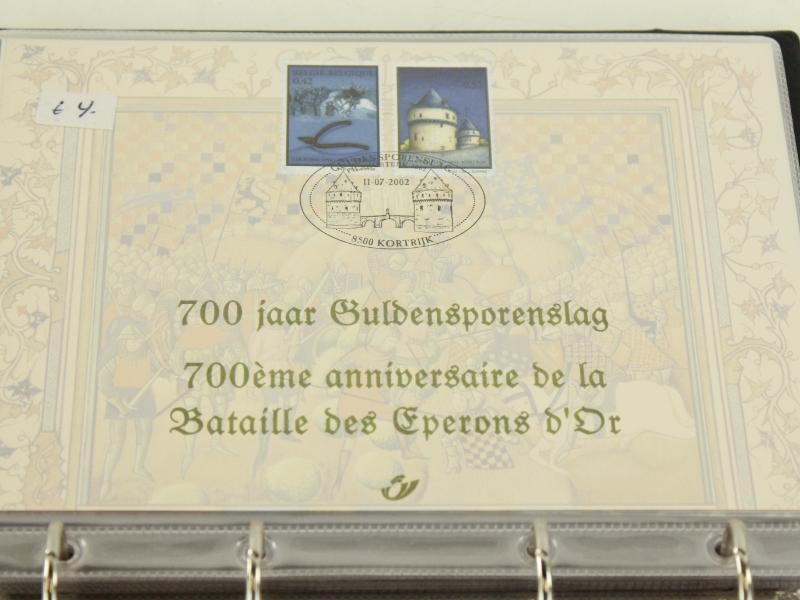 € 4.
BELGIË BELGIQUE
0,42
GULDENSPORENSLAG
11-07-2002
8500 KORTRIJK
700 jaar Guldensporenslag
700ème anniversaire de la
Bataille des Eperons d'Or